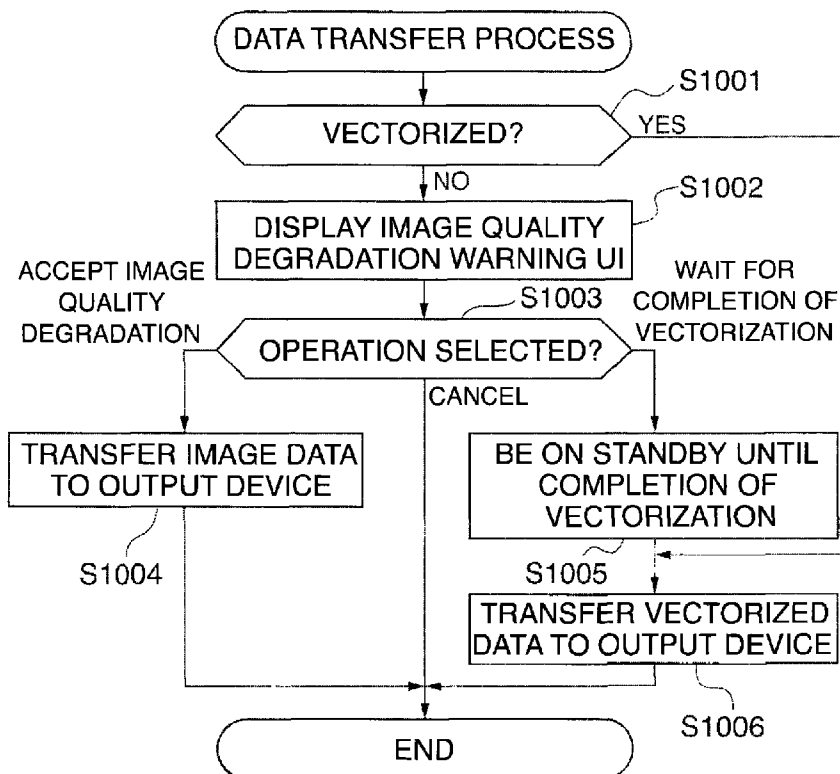 DATA TRANSFER PROCESS
S1001
VECTORIZED?
YES
NO
S1002
DISPLAY IMAGE QUALITY
DEGRADATION WARNING UI
ACCEPT IMAGE
QUALITY
DEGRADATION
S1003
WAIT FOR
COMPLETION OF
VECTORIZATION
OPERATION SELECTED?
CANCEL
TRANSFER IMAGE DATA
TO OUTPUT DEVICE
S1004
BE ON STANDBY UNTIL
COMPLETION OF
VECTORIZATION
S1005
TRANSFER VECTORIZED
DATA TO OUTPUT DEVICE
S1006
END